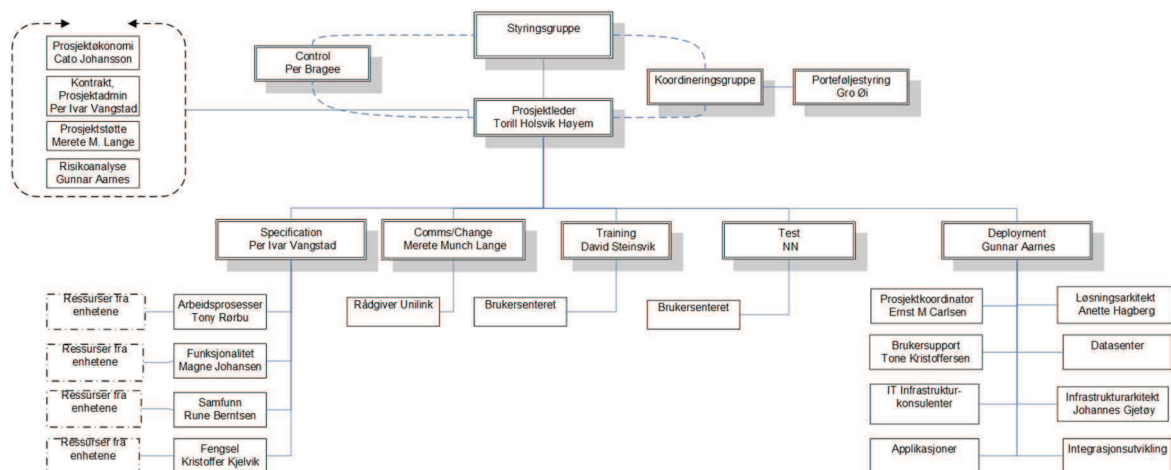 Styringsgruppe
Prosjektøkonomi
Cato Johansson
Kontrakt,
Prosjektadmin
Per Ivar Vangstad
Prosjektstøtte
Merete M. Lange
Risikoanalyse
Gunnar Aarnes
Control
Per Bragee
Koordineringsgruppe
Porteføljestyring
Gro Øi
Prosjektleder
Torill Holsvik Høyem
Specification
Per Ivar Vangstad
Comms/Change
Merete Munch Lange
Training
David Steinsvik
Test
NN
Deployment
Gunnar Aarnes
Ressurser fra
enhetene
Arbeidsprosesser
Tony Rørbu
Ressurser fra
enhetene
Funksjonalitet
Magne Johansen
Ressurser fra
enhetene
Samfunn
Rune Berntsen
Ressurser fra
enhetene
Fengsel
Kristoffer Kjelvik
Rådgiver Unilink
Brukersenteret
Brukersenteret
Prosjektkoordinator
Ernst M Carlsen
Løsningsarkitekt
Anette Hagberg
Brukersupport
Tone Kristoffersen
Datasenter
IT Infrastruktur-
konsulenter
Infrastrukturarkitekt
Johannes Gjetøy
Applikasjoner
Integrasjonsutvikling